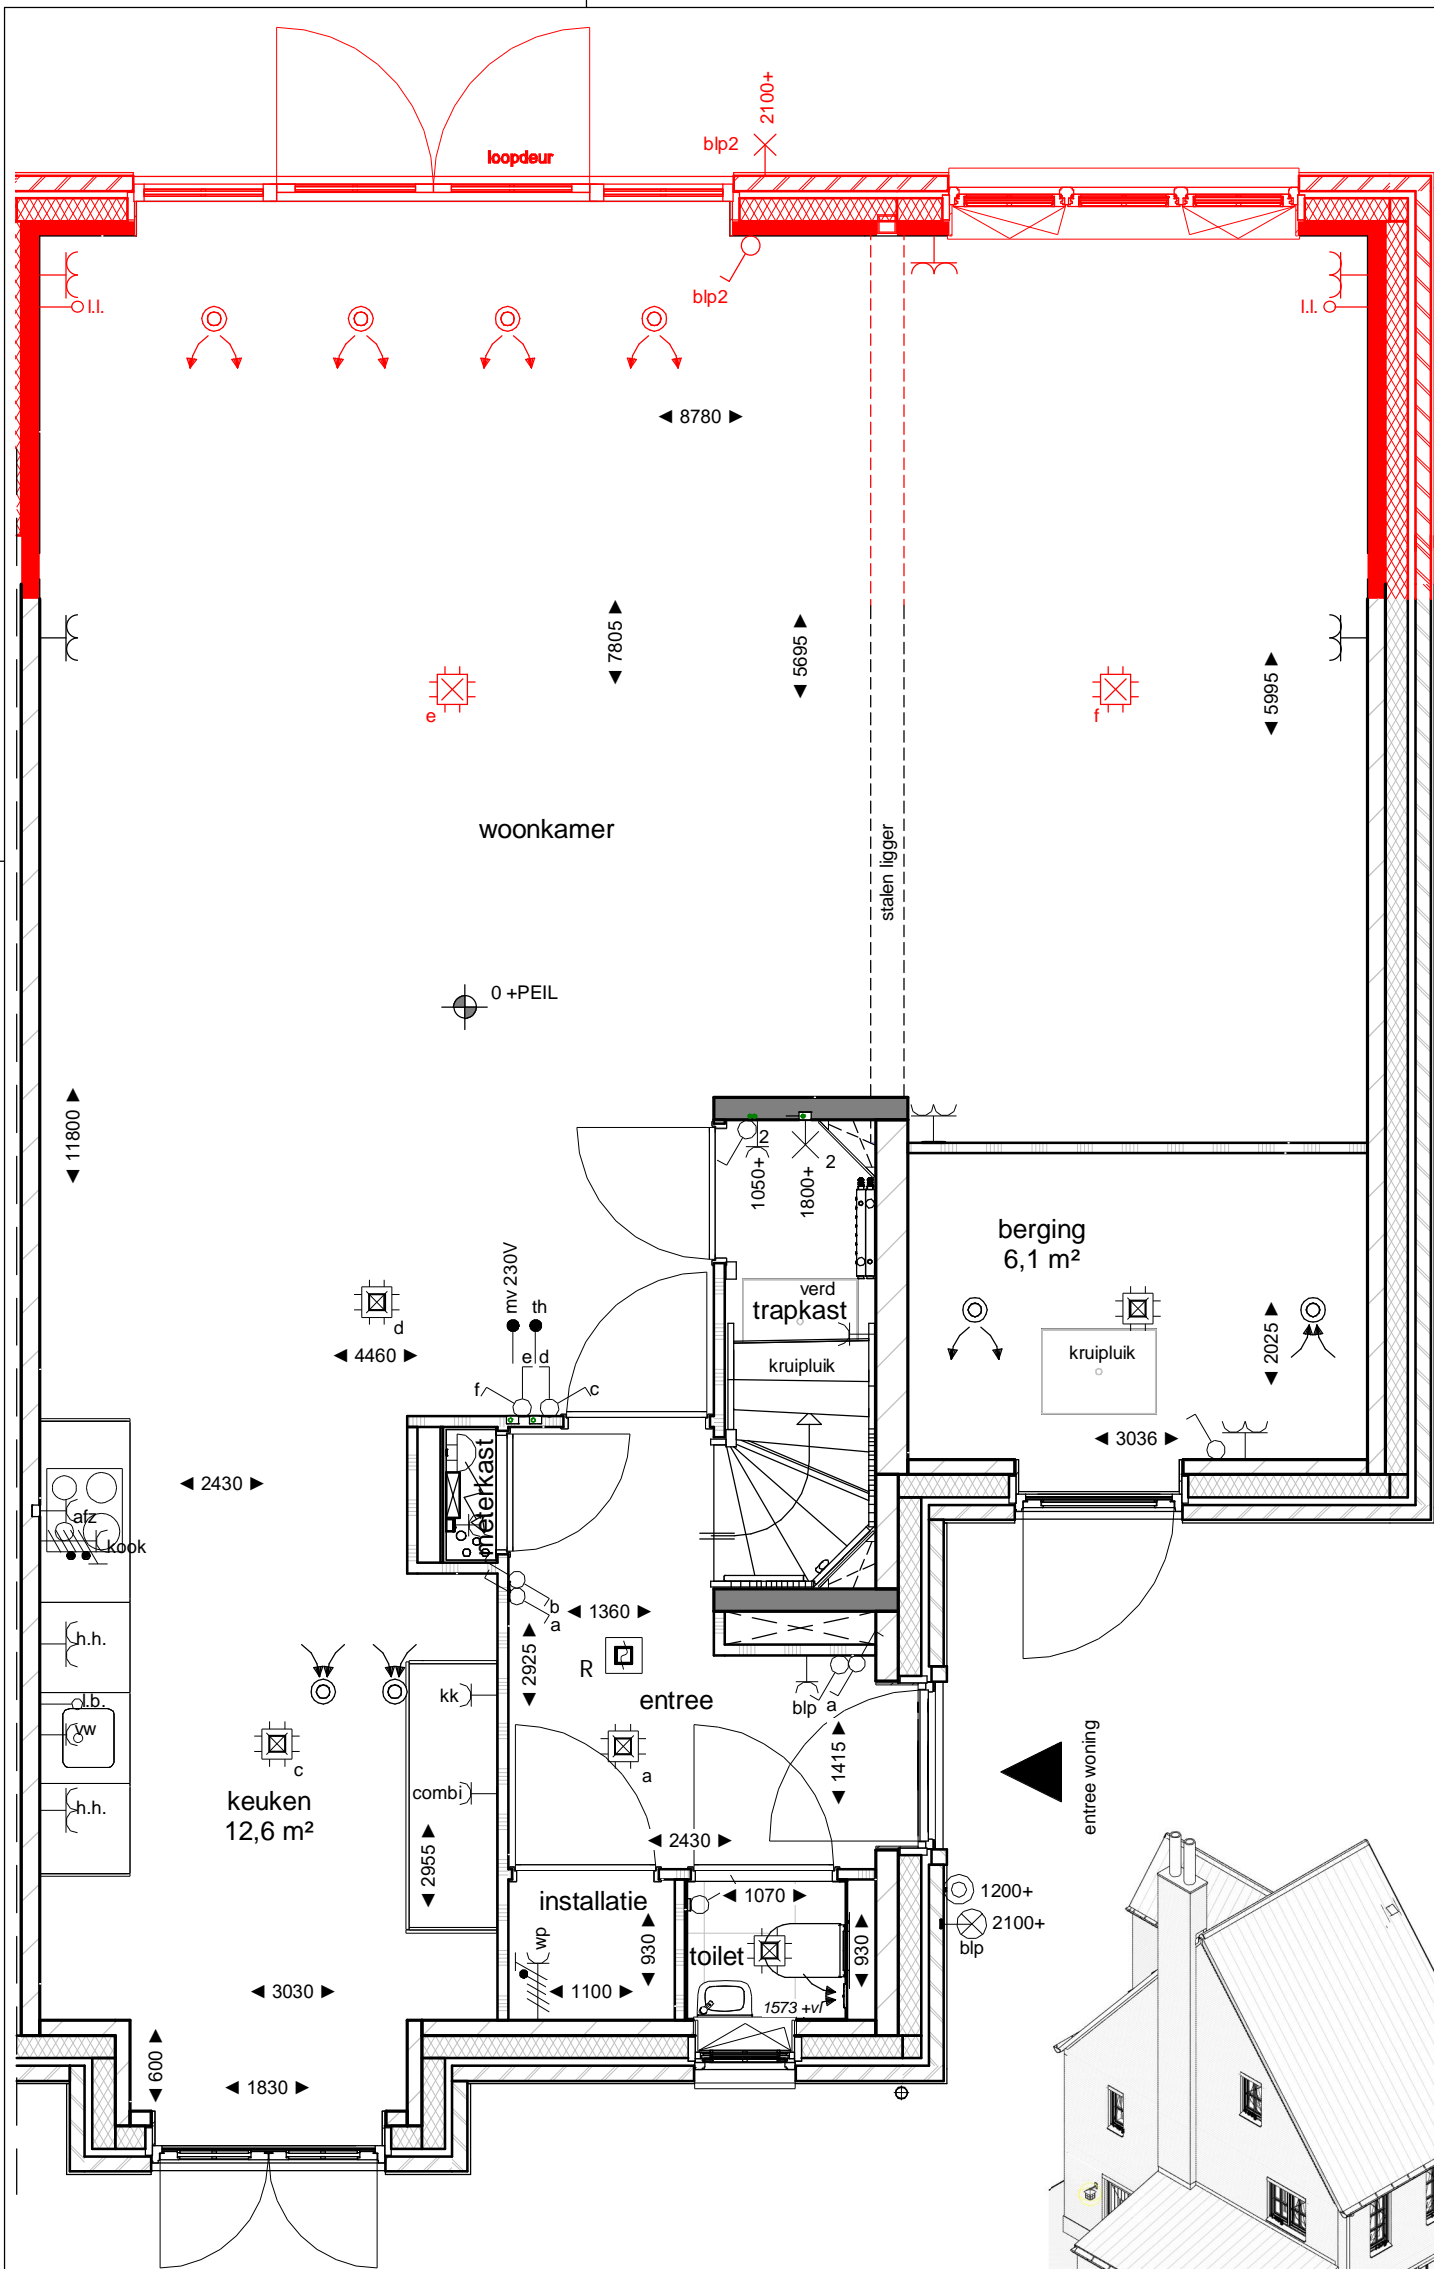 2100+
blp2
loopdeur
blp2
l.l.
l.l.
◄ 8780 ►
◄ 7805 ►
◄ 5695 ►
◄ 5995 ►
e
f
woonkamer
stalen ligger
0 +PEIL
◄ 11800 ►
2
1050+
1800+
2
berging
6,1 m²
mv 230V
th
verd
trapkast
kruipluik
kruipluik
d
◄ 4460 ►
e d
f
c
◄ 2025 ►
◄ 3036 ►
meterkast
◄ 2430 ►
afz
kook
b
a
◄ 1360 ►
◄ 2925 ►
R
h.h.
kk
entree
blp
a
l.b.
vw
c
a
◄ 1415 ►
entree woning
combi
keuken
12,6 m²
h.h.
◄ 2955 ►
◄ 2430 ►
installatie
◄ 1070 ►
1200+
2100+
blp
wp
◄ 930 ►
toilet
◄ 930 ►
◄ 3030 ►
◄ 1100 ►
1573 +vl
◄ 600 ►
◄ 1830 ►